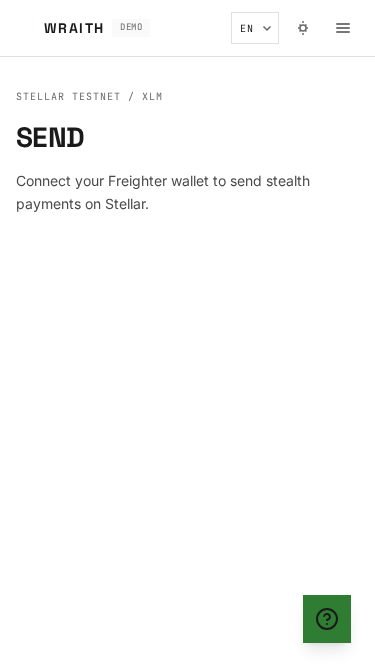 WRAITH DEMO EN
STELLAR TESTNET / XLM
SEND
Connect your Freighter wallet to send stealth
payments on Stellar.